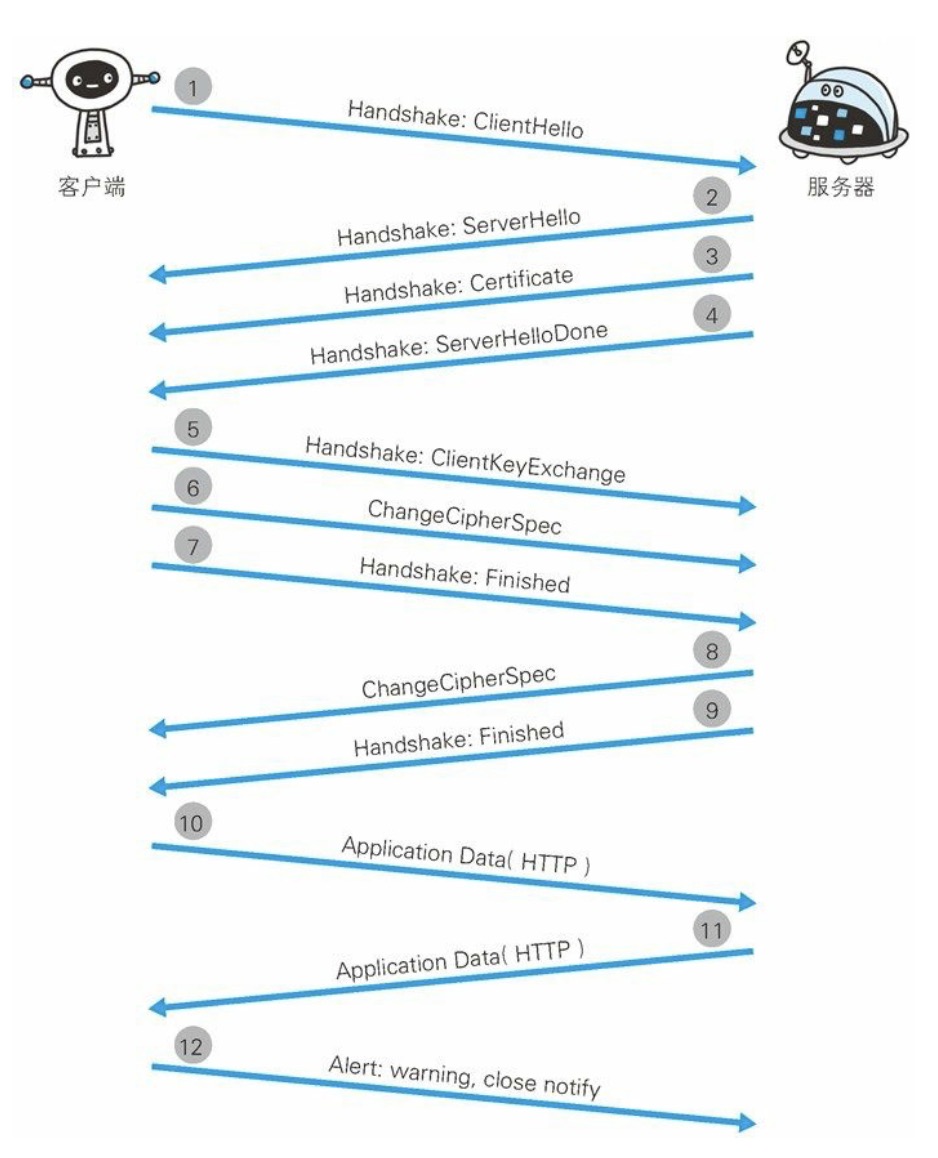 1
Handshake: ClientHello
客户端
服务器
2
Handshake: ServerHello
3
Handshake: Certificate
4
Handshake: ServerHelloDone
5
Handshake: ClientKeyExchange
6
ChangeCipherSpec
7
Handshake: Finished
8
ChangeCipherSpec
9
Handshake: Finished
10
Application Data( HTTP )
11
Application Data( HTTP )
12
Alert: warning, close notify